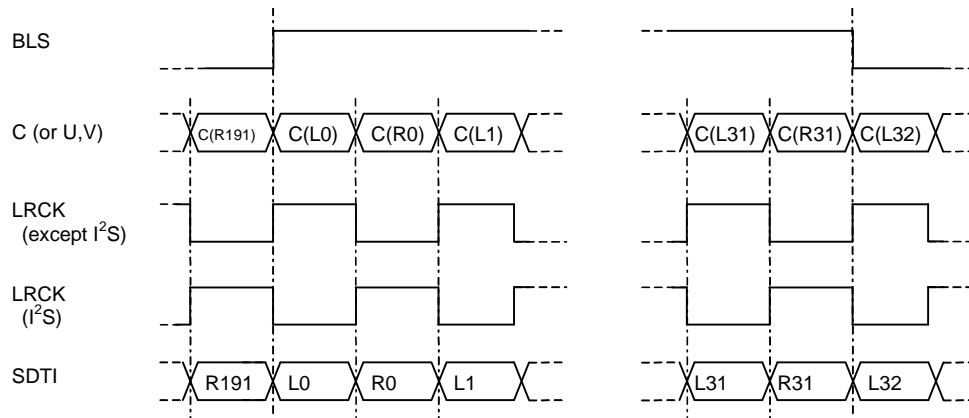 BLS
C (or U,V)
C(R191) C(L0) C(R0) C(L1) C(L31) C(R31) C(L32)
LRCK
(except I²S)
LRCK
(I²S)
SDTI
R191 L0 R0 L1 L31 R31 L32